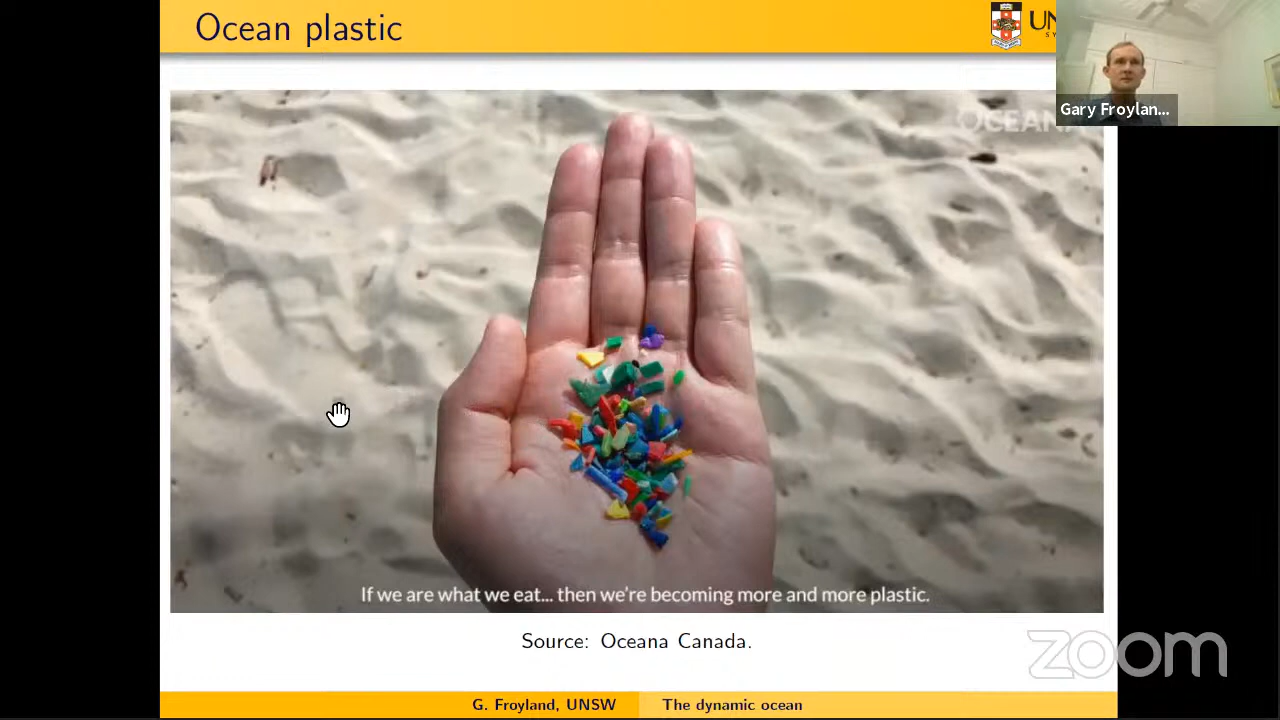 Ocean plastic
Gary Froylan...
OCEANA
If we are what we eat... then we're becoming more and more plastic.
Source: Oceana Canada.
zoom
G. Froyland, UNSW
The dynamic ocean